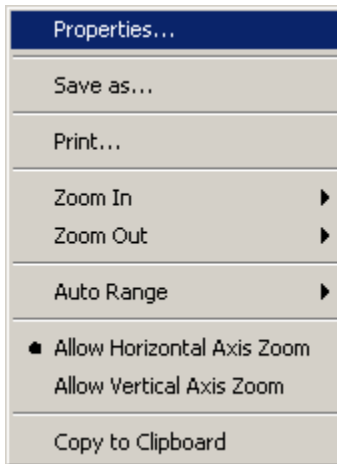 Properties...
Save as...
Print...
Zoom In
Zoom Out
Auto Range
Allow Horizontal Axis Zoom
Allow Vertical Axis Zoom
Copy to Clipboard